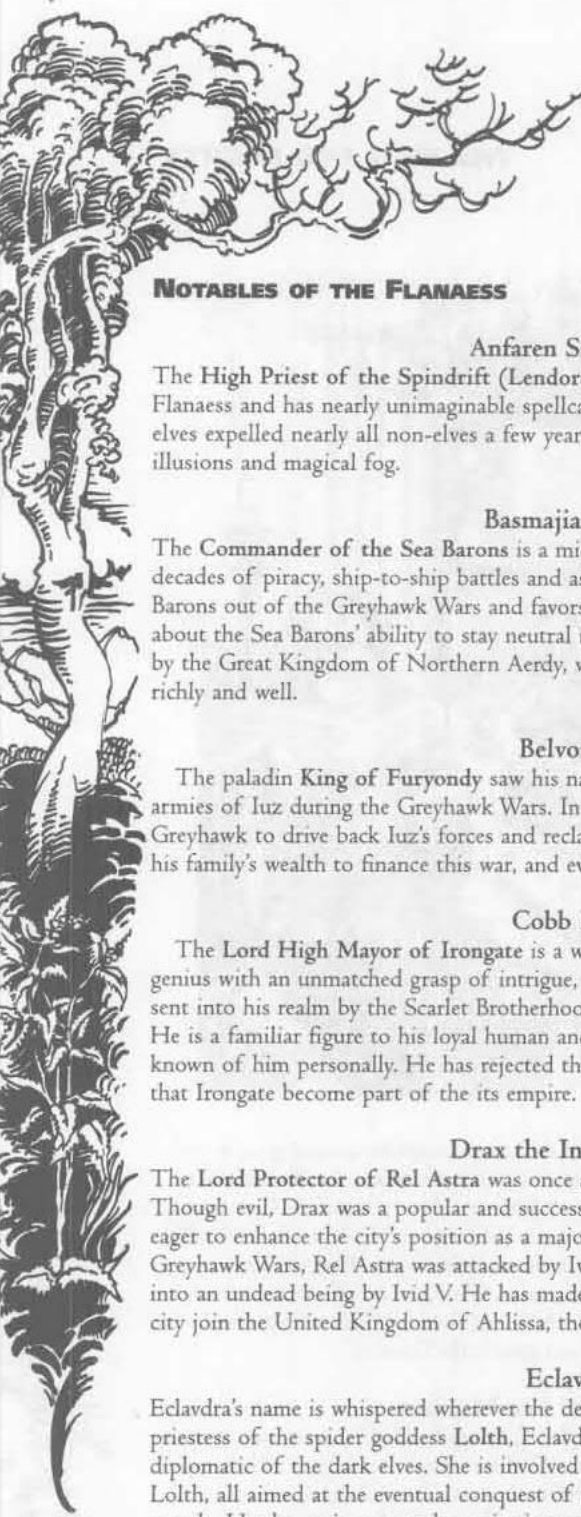 NOTABLES OF THE FLANAESS
Anfaren S
The High Priest of the Spindrift (Lendor
Flanaess and has nearly unimaginable spellca
elves expelled nearly all non-elves a few year
illusions and magical fog.
Basmajia
The Commander of the Sea Barons is a mi
decades of piracy, ship-to-ship battles and as
Barons out of the Greyhawk Wars and favors
about the Sea Barons' ability to stay neutral i
by the Great Kingdom of Northern Aerdy, w
richly and well.
Belvo
The paladin King of Furyondy saw his na
armies of Iuz during the Greyhawk Wars. In
Greyhawk to drive back Iuz's forces and recla
his family's wealth to finance this war, and ev
Cobb
The Lord High Mayor of Irongate is a w
genius with an unmatched grasp of intrigue,
sent into his realm by the Scarlet Brotherhoo
He is a familiar figure to his loyal human and
known of him personally. He has rejected th
that Irongate become part of the its empire.
Drax the In
The Lord Protector of Rel Astra was once
Though evil, Drax was a popular and success
eager to enhance the city's position as a majo
Greyhawk Wars, Rel Astra was attacked by Iv
into an undead being by Ivid V. He has made
city join the United Kingdom of Ahlissa, the
Eclav
Eclavdra's name is whispered wherever the de
priestess of the spider goddess Lolth, Eclavd
diplomatic of the dark elves. She is involved
Lolth, all aimed at the eventual conquest of